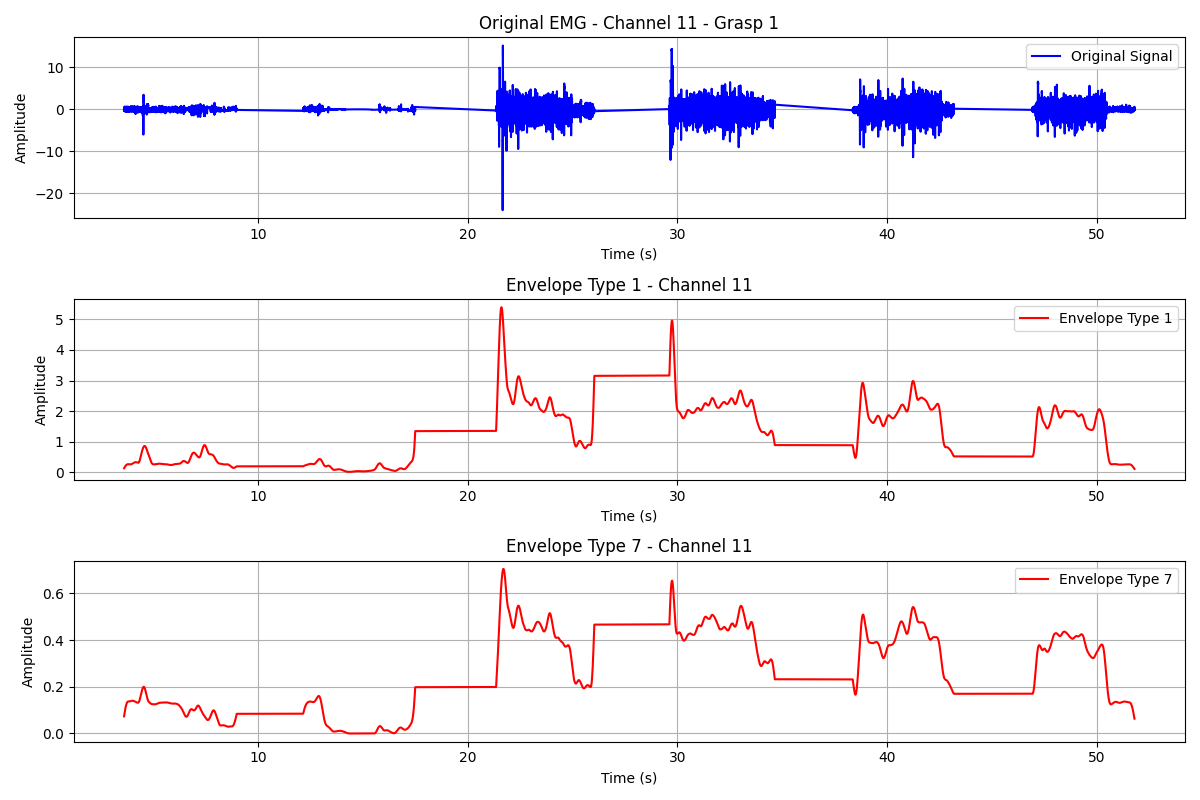 Original EMG - Channel 11 - Grasp 1
Original Signal
Amplitude
10
0
−10
−20
10 20 30 40 50
Time (s)
Envelope Type 1 - Channel 11
Envelope Type 1
Amplitude
5
4
3
2
1
0
10 20 30 40 50
Time (s)
Envelope Type 7 - Channel 11
Envelope Type 7
Amplitude
0.6
0.4
0.2
0.0
10 20 30 40 50
Time (s)